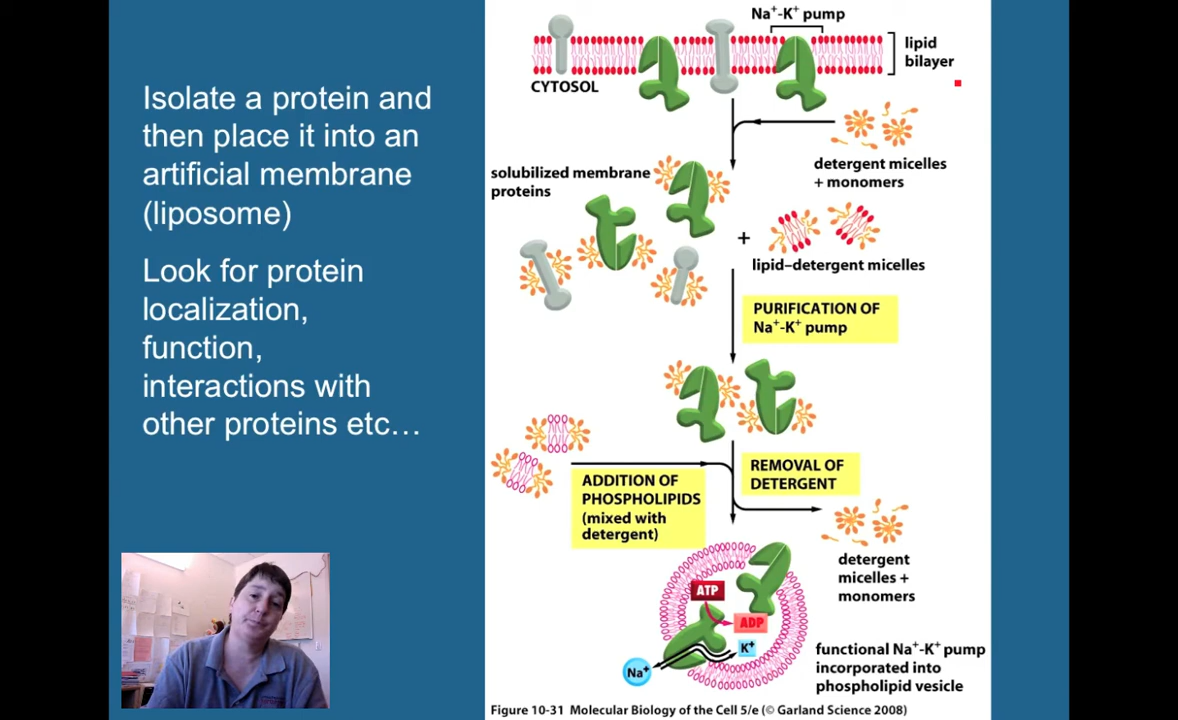 Isolate a protein and
then place it into an
artificial membrane
(liposome)
Look for protein
localization,
function,
interactions with
other proteins etc…
Na⁺-K⁺ pump
lipid
bilayer
CYTOSOL
detergent micelles
+ monomers
solubilized membrane
proteins
+
lipid–detergent micelles
PURIFICATION OF
Na⁺-K⁺ pump
ADDITION OF
PHOSPHOLIPIDS
(mixed with
detergent)
REMOVAL OF
DETERGENT
detergent
micelles +
monomers
ATP
ADP
K⁺
Na⁺
functional Na⁺-K⁺ pump
incorporated into
phospholipid vesicle
Figure 10-31 Molecular Biology of the Cell 5/e (© Garland Science 2008)